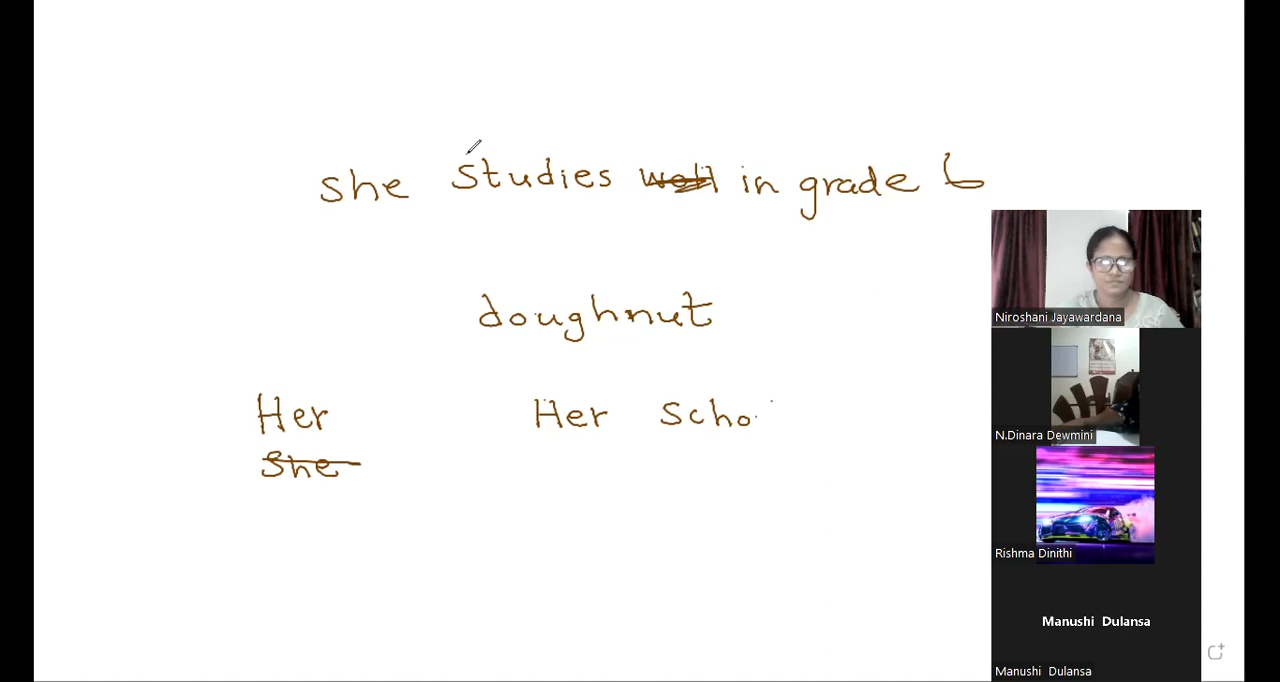 she studies in grade 6
doughnut
Her Her Scho
She
Niroshani Jayawardana
N.Dinara Dewmini
Rishma Dinithi
Manushi Dulansa
Manushi Dulansa